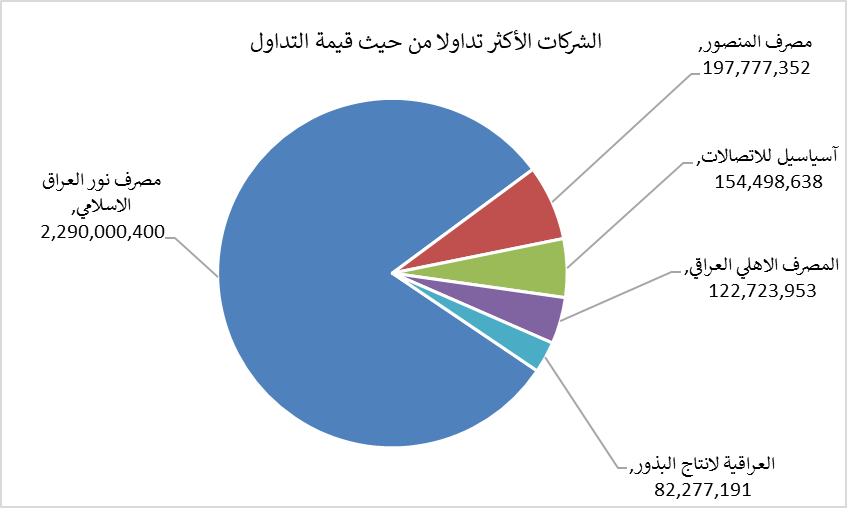 الشركات الأكثر تداولا من حيث قيمة التداول
مصرف المنصور,
197,777,352
آسياسيل للاتصالات,
154,498,638
المصرف الاهلي العراقي,
122,723,953
العراقية لانتاج البذور,
82,277,191
مصرف نور العراق
الاسلامي,
2,290,000,400